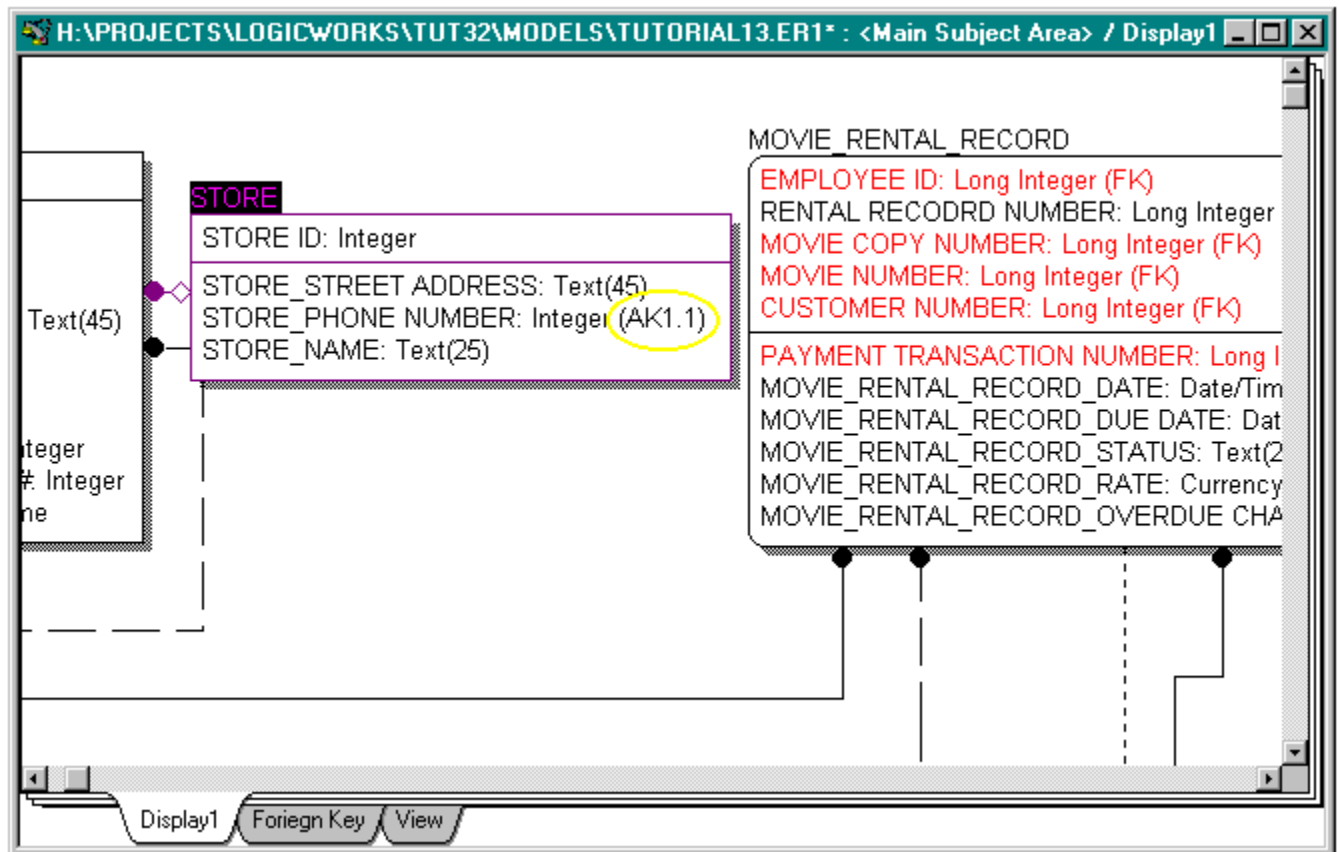 H:\PROJECTS\LOGICWORKS\TUT32\MODELS\TUTORIAL13.ER1* : <Main Subject Area> / Display1
Text(45)
nteger
#: Integer
me
STORE
STORE ID: Integer
STORE_STREET ADDRESS: Text(45)
STORE_PHONE NUMBER: Integer (AK1.1)
STORE_NAME: Text(25)
MOVIE_RENTAL_RECORD
EMPLOYEE ID: Long Integer (FK)
RENTAL RECODRD NUMBER: Long Integer
MOVIE COPY NUMBER: Long Integer (FK)
MOVIE NUMBER: Long Integer (FK)
CUSTOMER NUMBER: Long Integer (FK)
PAYMENT TRANSACTION NUMBER: Long I
MOVIE_RENTAL_RECORD_DATE: Date/Tim
MOVIE_RENTAL_RECORD_DUE DATE: Dat
MOVIE_RENTAL_RECORD_STATUS: Text(2
MOVIE_RENTAL_RECORD_RATE: Currency
MOVIE_RENTAL_RECORD_OVERDUE CHA
Display1 Foriegn Key View